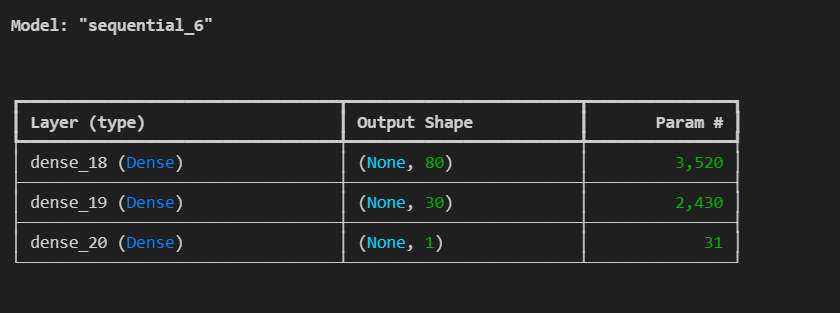 Model: "sequential_6"
Layer (type) Output Shape Param #
dense_18 (Dense) (None, 80) 3,520
dense_19 (Dense) (None, 30) 2,430
dense_20 (Dense) (None, 1) 31